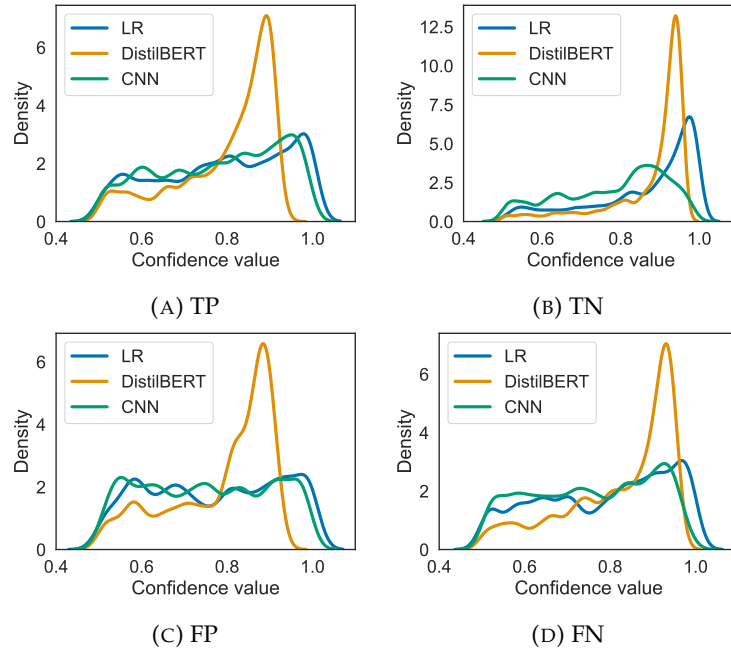 LR
DistilBERT
CNN
Density
6
4
2
0
0.4 0.6 0.8 1.0
Confidence value
(A) TP
LR
DistilBERT
CNN
Density
12.5
10.0
7.5
5.0
2.5
0.0
0.4 0.6 0.8 1.0
Confidence value
(B) TN
LR
DistilBERT
CNN
Density
6
4
2
0
0.4 0.6 0.8 1.0
Confidence value
(C) FP
LR
DistilBERT
CNN
Density
6
4
2
0
0.4 0.6 0.8 1.0
Confidence value
(D) FN